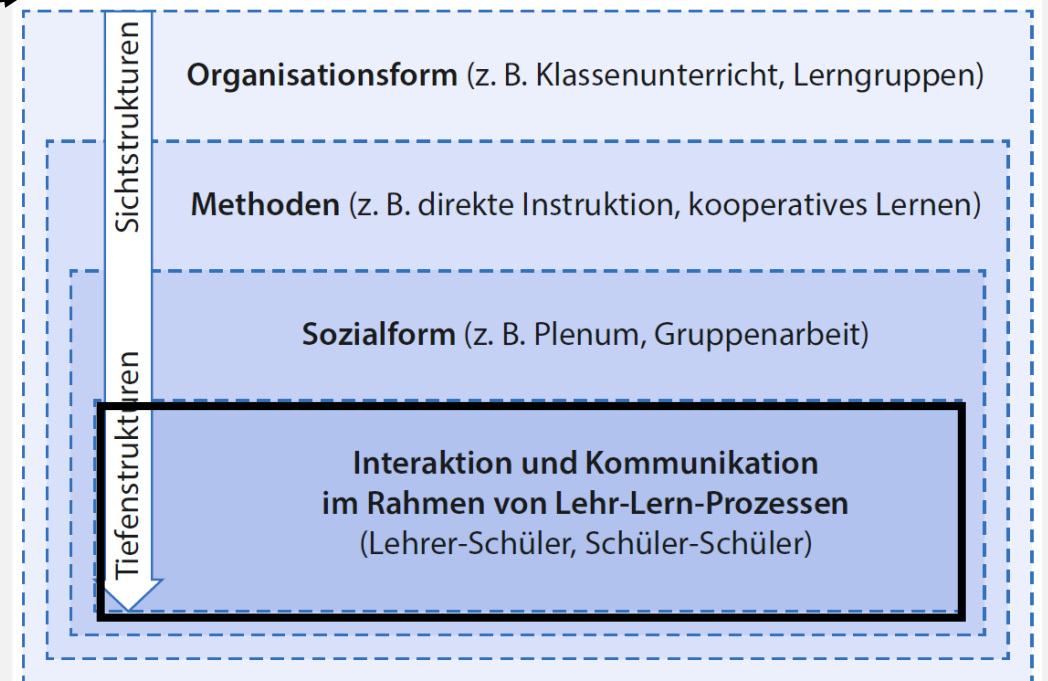 Sichtstrukturen
Organisationsform (z. B. Klassenunterricht, Lerngruppen)
Methoden (z. B. direkte Instruktion, kooperatives Lernen)
Sozialform (z. B. Plenum, Gruppenarbeit)
Tiefenstrukturen
Interaktion und Kommunikation
im Rahmen von Lehr-Lern-Prozessen
(Lehrer-Schüler, Schüler-Schüler)